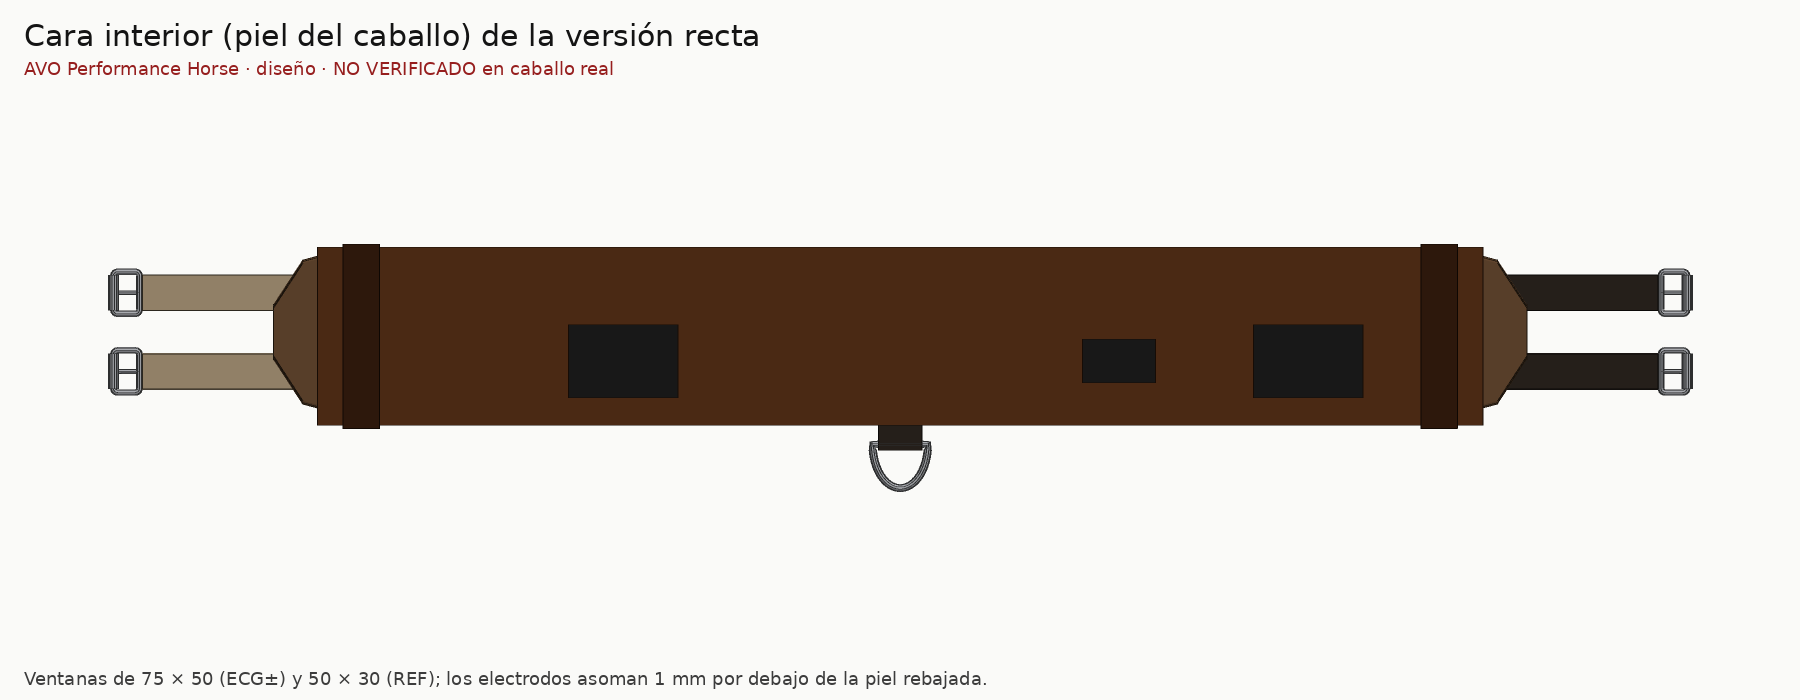 Cara interior (piel del caballo) de la versión recta
AVO Performance Horse · diseño · NO VERIFICADO en caballo real
Ventanas de 75 × 50 (ECG±) y 50 × 30 (REF); los electrodos asoman 1 mm por debajo de la piel rebajada.